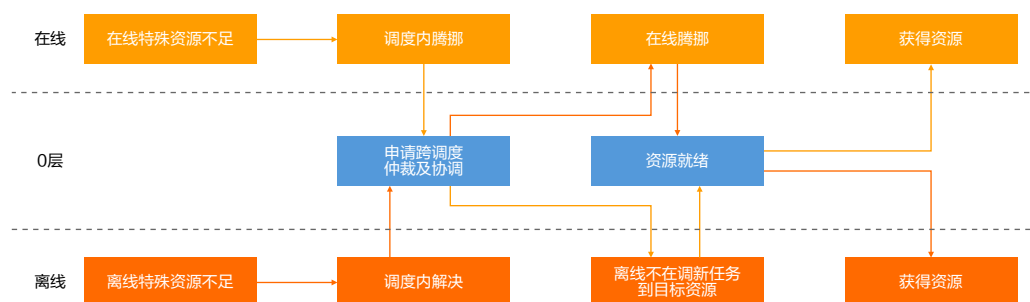 在线
在线特殊资源不足
调度内腾挪
在线腾挪
获得资源
0层
申请跨调度
仲裁及协调
资源就绪
离线
离线特殊资源不足
调度内解决
离线不在调新任务
到目标资源
获得资源